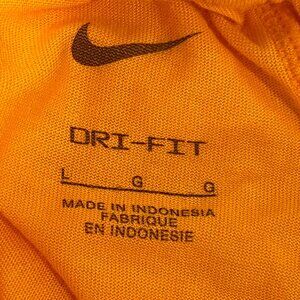 DRI-FIT
L G G
MADE IN INDONESIA
FABRIQUE
EN INDONESIE